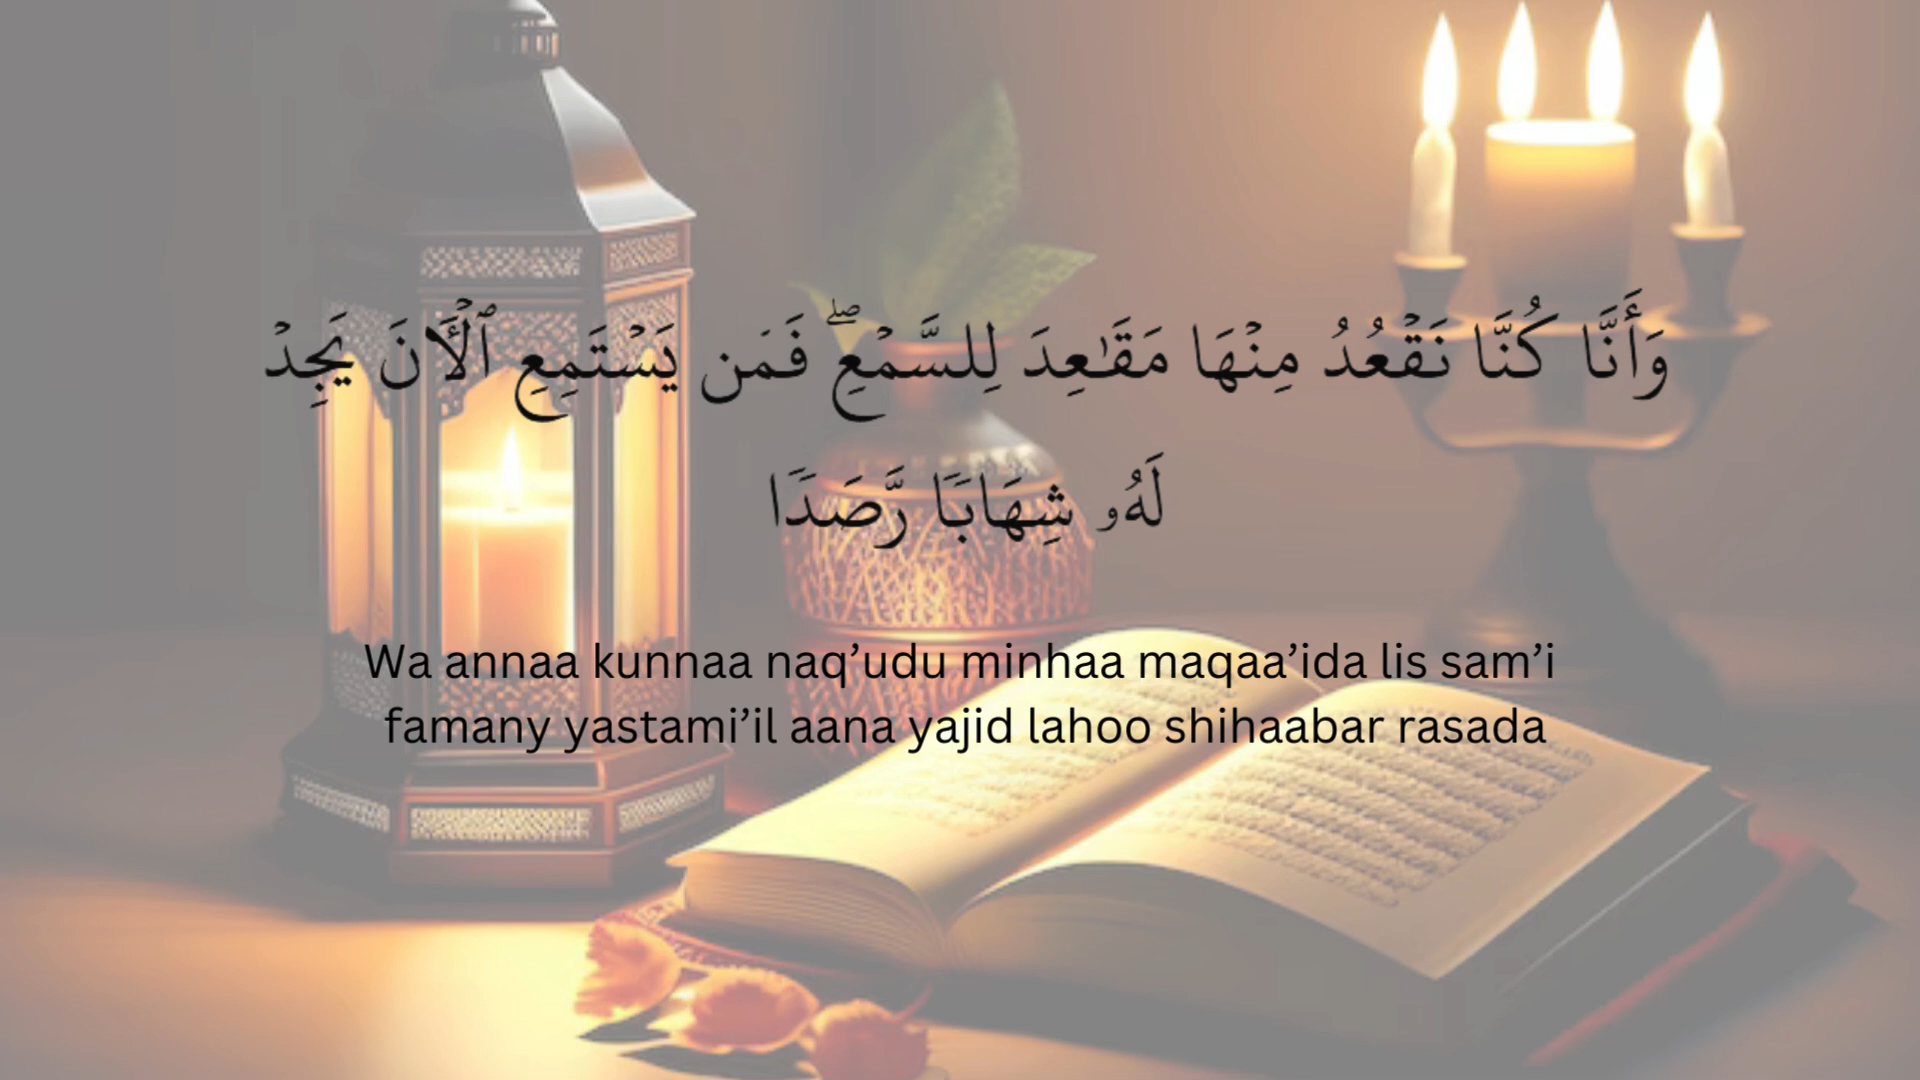 وَأَنَّا كُنَّا نَقْعُدُ مِنْهَا مَقَٰعِدَ لِلسَّمْعِ ۖ فَمَن يَسْتَمِعِ ٱلْـَٔانَ يَجِدْ
لَهُۥ شِهَابًا رَّصَدًا
Wa annaa kunnaa naq’udu minhaa maqaa’ida lis sam’i
famany yastami’il aana yajid lahoo shihaabar rasada